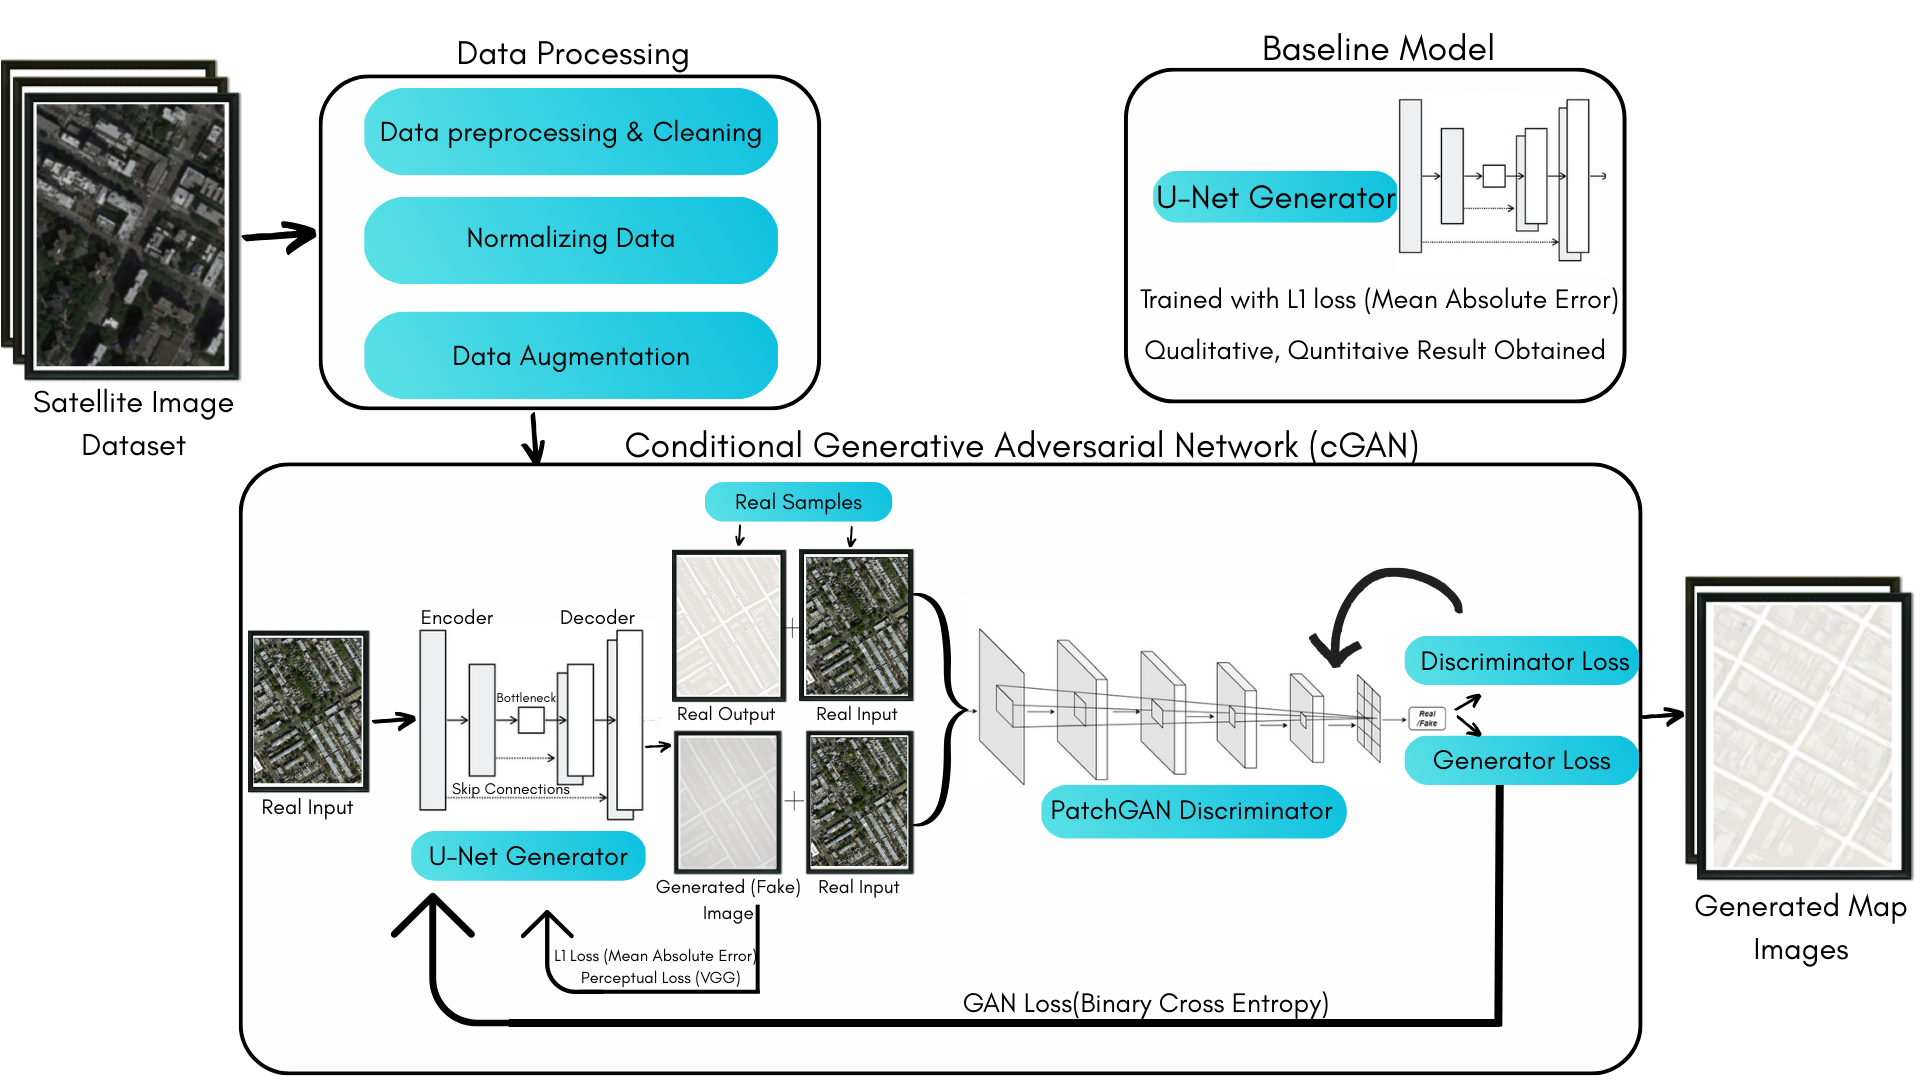 Data Processing
Data preprocessing & Cleaning
Normalizing Data
Data Augmentation
Satellite Image
Dataset
Baseline Model
U-Net Generator
Trained with L1 loss (Mean Absolute Error)
Qualitative, Quntitaive Result Obtained
Conditional Generative Adversarial Network (cGAN)
Real Samples
Encoder
Decoder
Bottleneck
Skip Connections
Real Input
U-Net Generator
+
Real Output
Real Input
+
Generated (Fake)
Image
Real Input
L1 Loss (Mean Absolute Error)
Perceptual Loss (VGG)
PatchGAN Discriminator
Real
/Fake
Discriminator Loss
Generator Loss
GAN Loss(Binary Cross Entropy)
Generated Map
Images